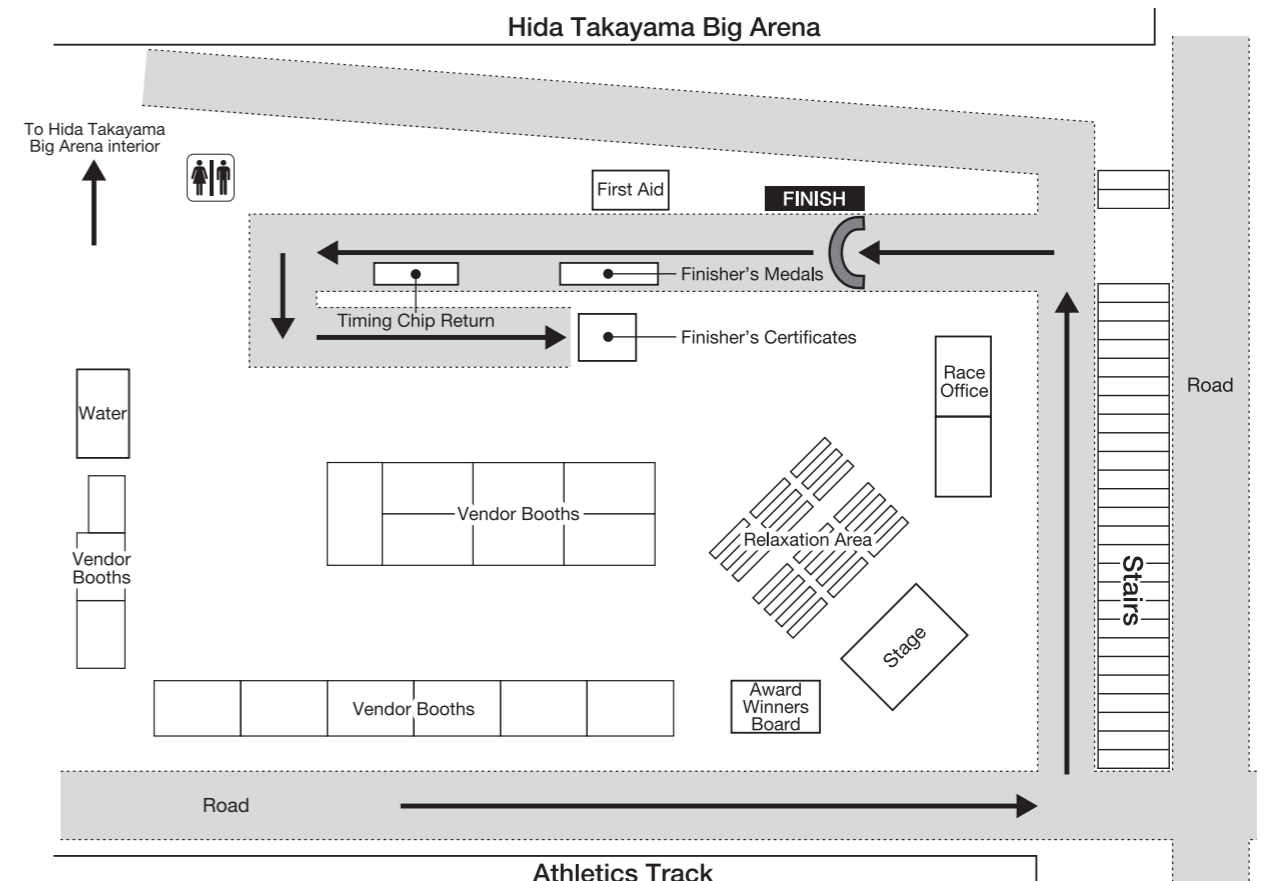 Hida Takayama Big Arena
To Hida Takayama
Big Arena interior
First Aid
FINISH
Finisher's Medals
Timing Chip Return
Finisher's Certificates
Race
Office
Road
Water
Vendor Booths
Relaxation Area
Vendor
Booths
Stairs
Stage
Award
Winners
Board
Vendor Booths
Road
Athletics Track